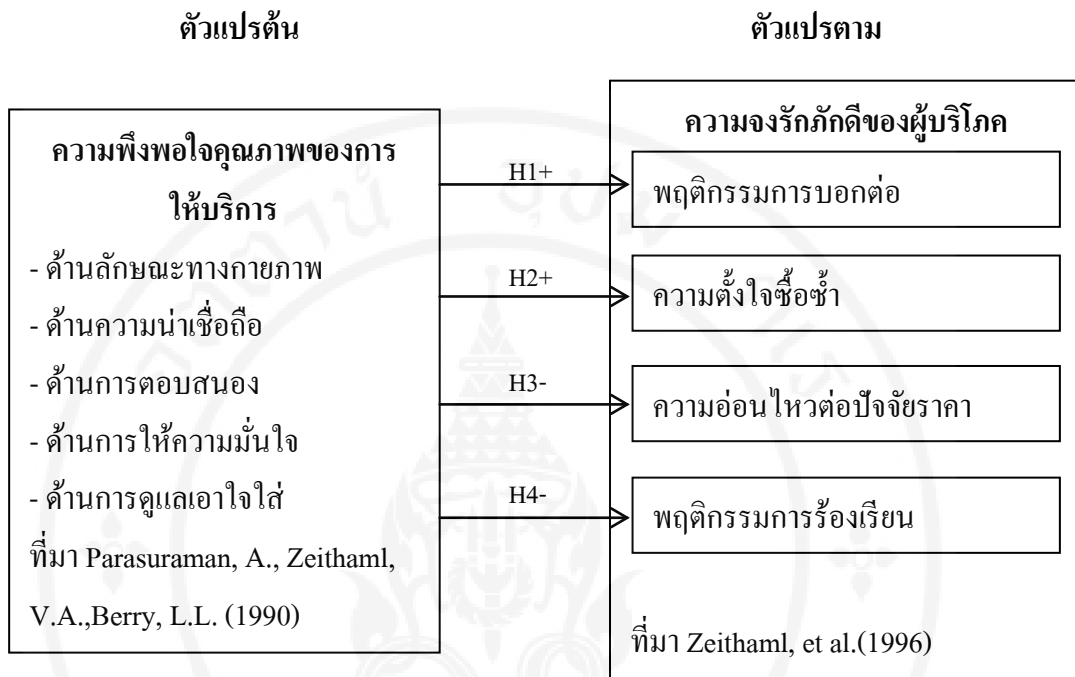 ตัวแปรต้น
ตัวแปรตาม
ความพึงพอใจคุณภาพของการ
ให้บริการ
- ด้านลักษณะทางกายภาพ
- ด้านความน่าเชื่อถือ
- ด้านการตอบสนอง
- ด้านการให้ความมั่นใจ
- ด้านการดูแลเอาใจใส่
ที่มา Parasuraman, A., Zeithaml,
V.A.,Berry, L.L. (1990)
H1+
H2+
H3-
H4-
ความจงรักภักดีของผู้บริโภค
พฤติกรรมการบอกต่อ
ความตั้งใจซื้อซ้ำ
ความอ่อนไหวต่อปัจจัยราคา
พฤติกรรมการร้องเรียน
ที่มา Zeithaml, et al.(1996)